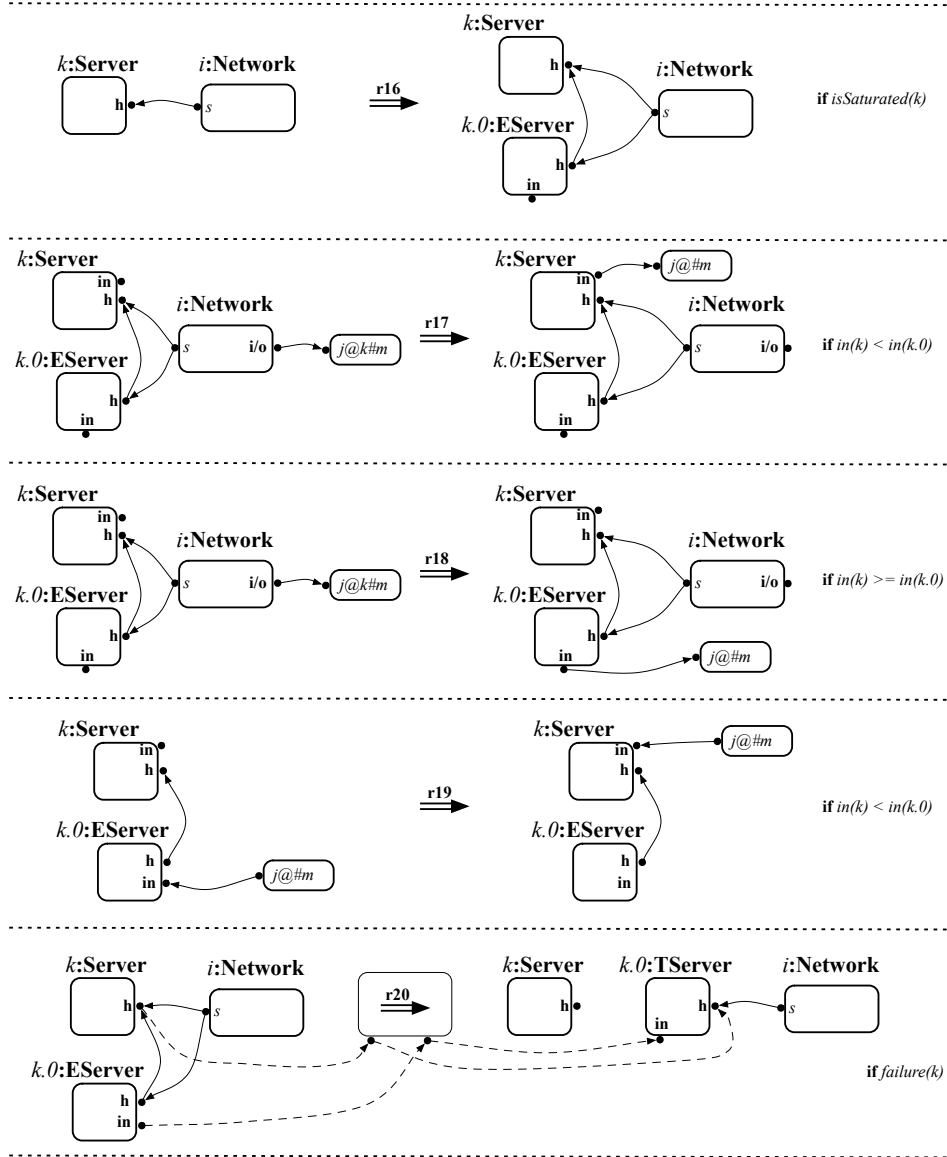 k:Server
k:Server i:Network
h i:Network
h s r16 s if isSaturated(k)
k.0:EServer
h
in
k:Server k:Server
in in j@#m
h i:Network h i:Network
r17
s i/o j@k#m s i/o if in(k) < in(k.0)
k.0:EServer k.0:EServer
h h
in in
k:Server k:Server
in in
h i:Network h i:Network
r18
s i/o j@k#m s i/o if in(k) >= in(k.0)
k.0:EServer k.0:EServer
h h
in in j@#m
k:Server k:Server
in in j@#m
h h
r19 if in(k) < in(k.0)
k.0:EServer k.0:EServer
h h
in j@#m in
k:Server i:Network k:Server k.0:TServer i:Network
r20
h s h h s
in
k.0:EServer if failure(k)
h
in